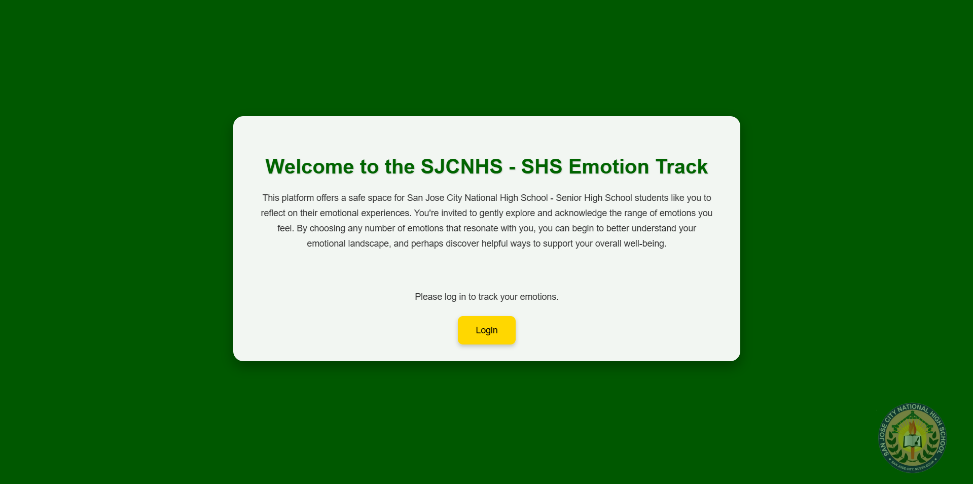 Welcome to the SJCNHS - SHS Emotion Track
This platform offers a safe space for San Jose City National High School - Senior High School students like you to
reflect on their emotional experiences. You're invited to gently explore and acknowledge the range of emotions you
feel. By choosing any number of emotions that resonate with you, you can begin to better understand your
emotional landscape, and perhaps discover helpful ways to support your overall well-being.
Please log in to track your emotions.
Login
SAN JOSE CITY NATIONAL HIGH SCHOOL